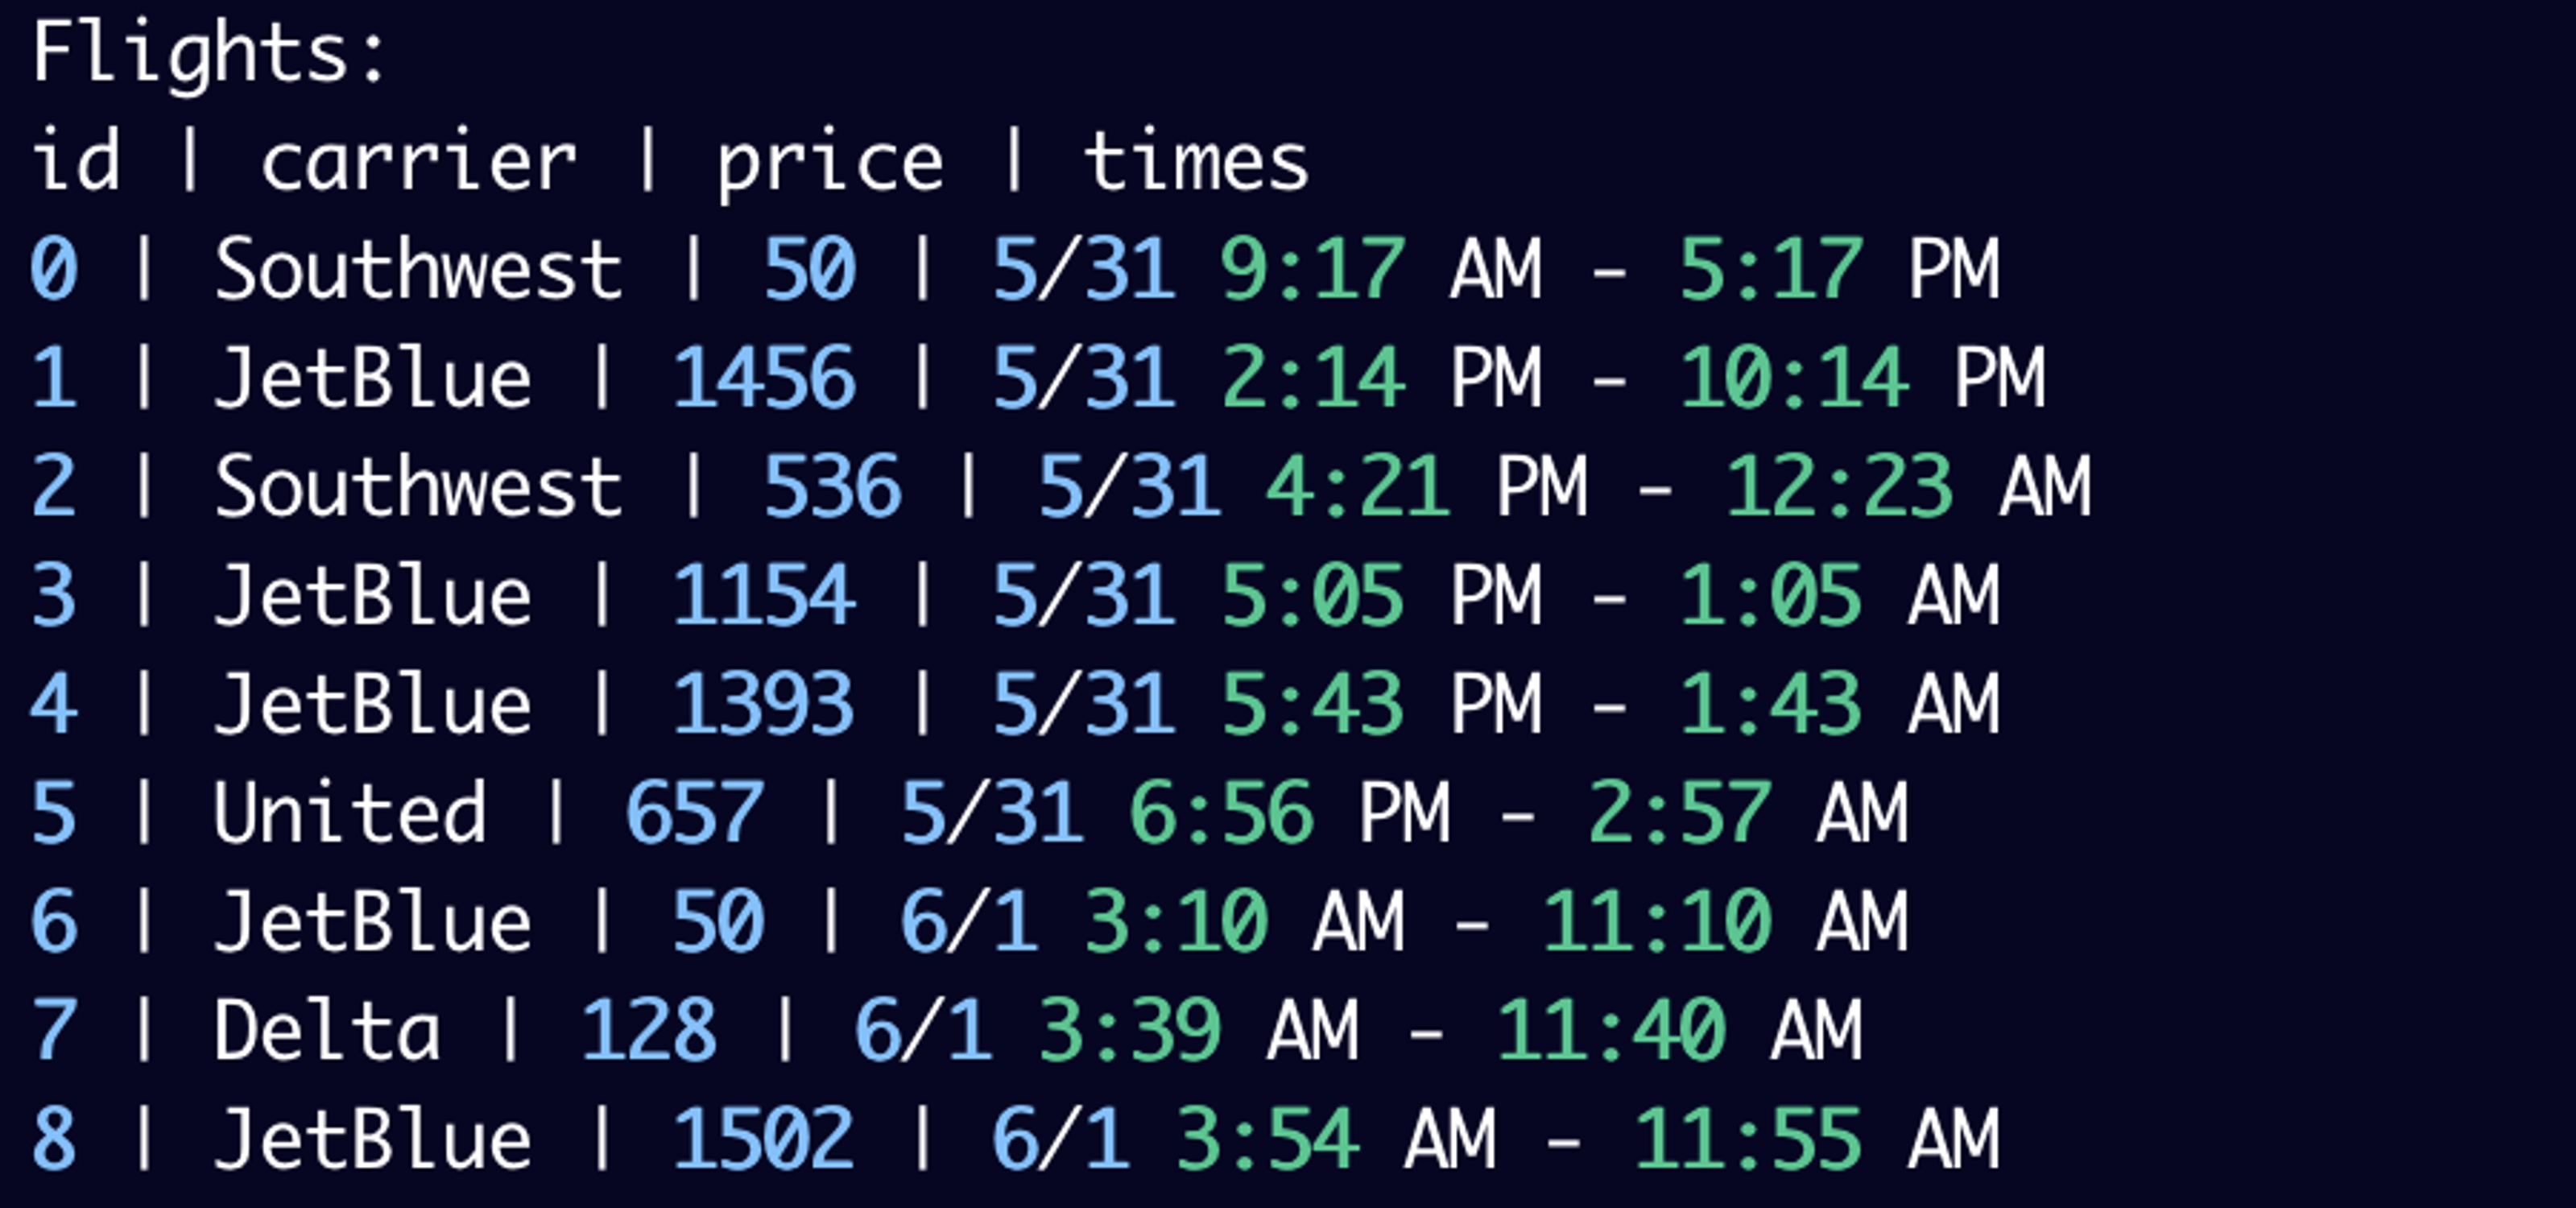 Flights:
id | carrier | price | times
0 | Southwest | 50 | 5/31 9:17 AM - 5:17 PM
1 | JetBlue | 1456 | 5/31 2:14 PM - 10:14 PM
2 | Southwest | 536 | 5/31 4:21 PM - 12:23 AM
3 | JetBlue | 1154 | 5/31 5:05 PM - 1:05 AM
4 | JetBlue | 1393 | 5/31 5:43 PM - 1:43 AM
5 | United | 657 | 5/31 6:56 PM - 2:57 AM
6 | JetBlue | 50 | 6/1 3:10 AM - 11:10 AM
7 | Delta | 128 | 6/1 3:39 AM - 11:40 AM
8 | JetBlue | 1502 | 6/1 3:54 AM - 11:55 AM